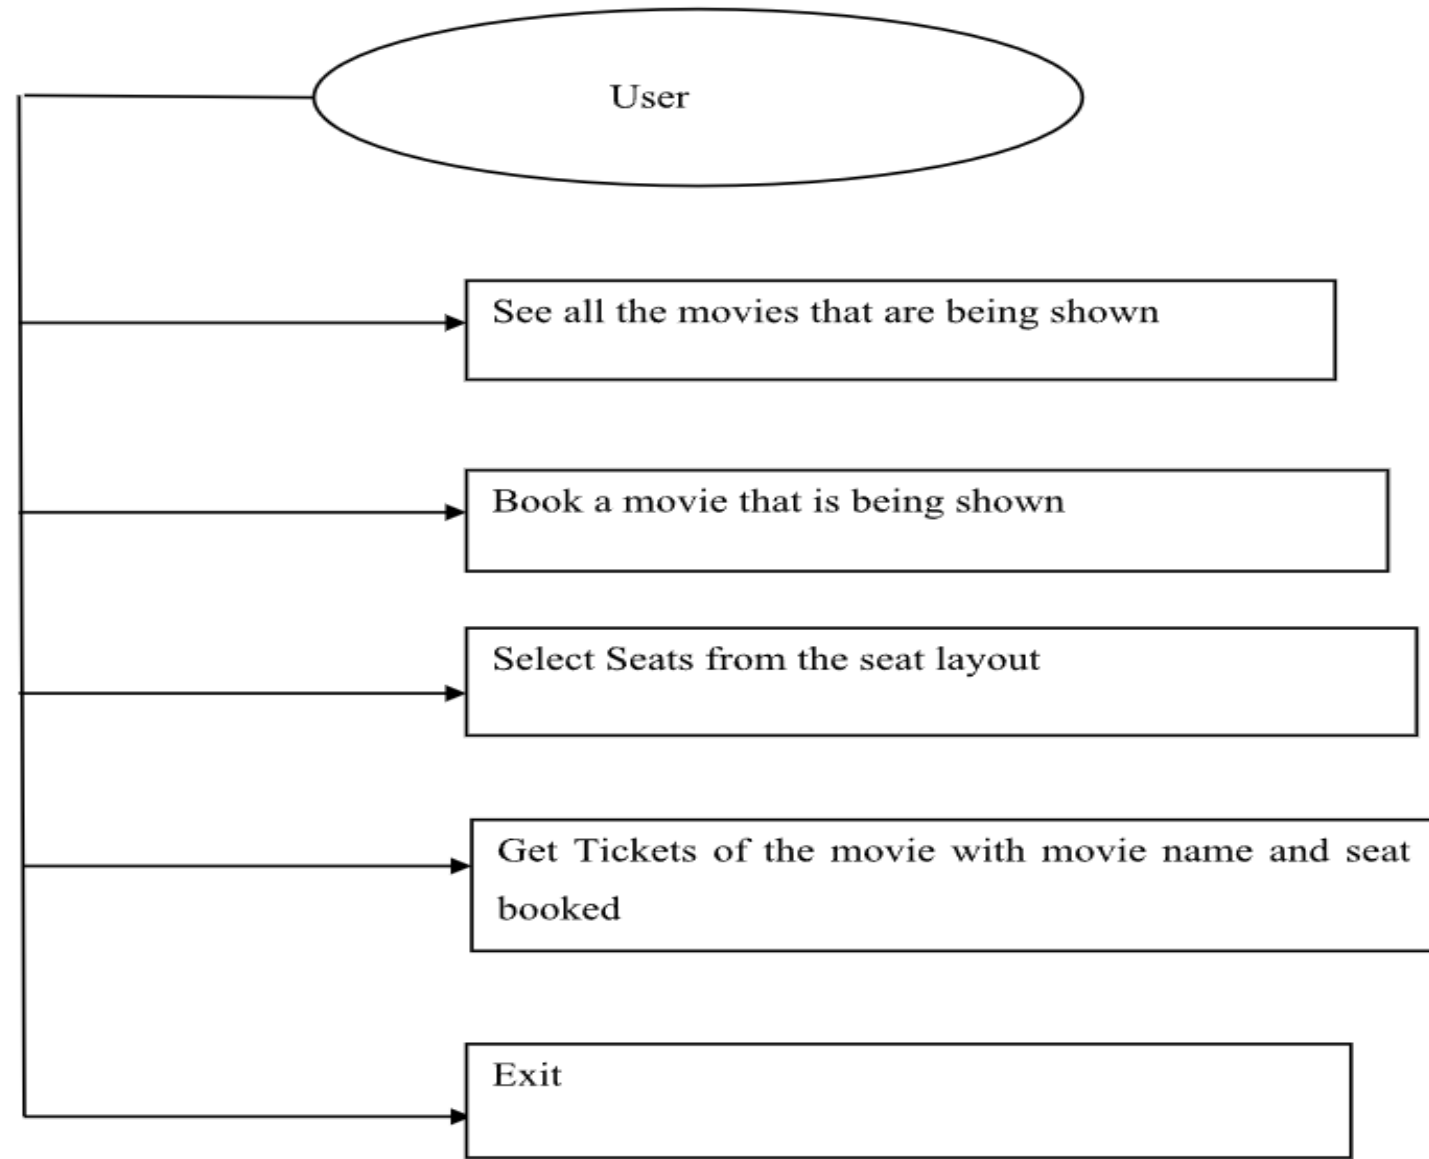 User
See all the movies that are being shown
Book a movie that is being shown
Select Seats from the seat layout
Get Tickets of the movie with movie name and seat
booked
Exit